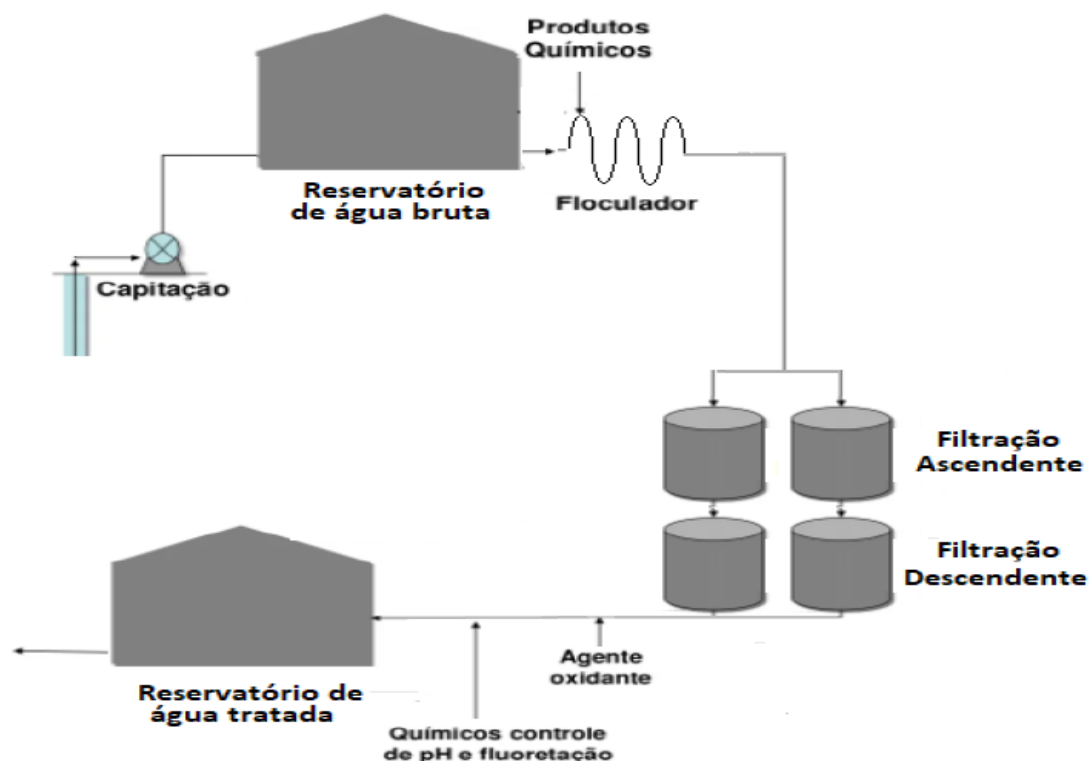 Produtos
Químicos
Reservatório
de água bruta
Floculador
Capitação
Filtração
Ascendente
Filtração
Descendente
Agente
oxidante
Reservatório de
água tratada
Químicos controle
de pH e fluoretação